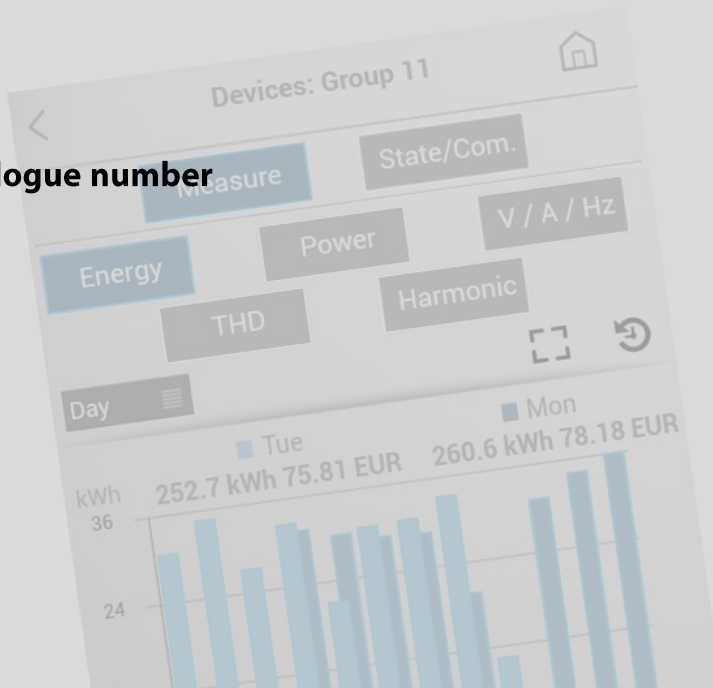 Devices: Group 11
logue number
Measure
State/Com.
Energy
Power
V / A / Hz
THD
Harmonic
Day
Tue
252.7 kWh 75.81 EUR
Mon
260.6 kWh 78.18 EUR
kWh
36
24